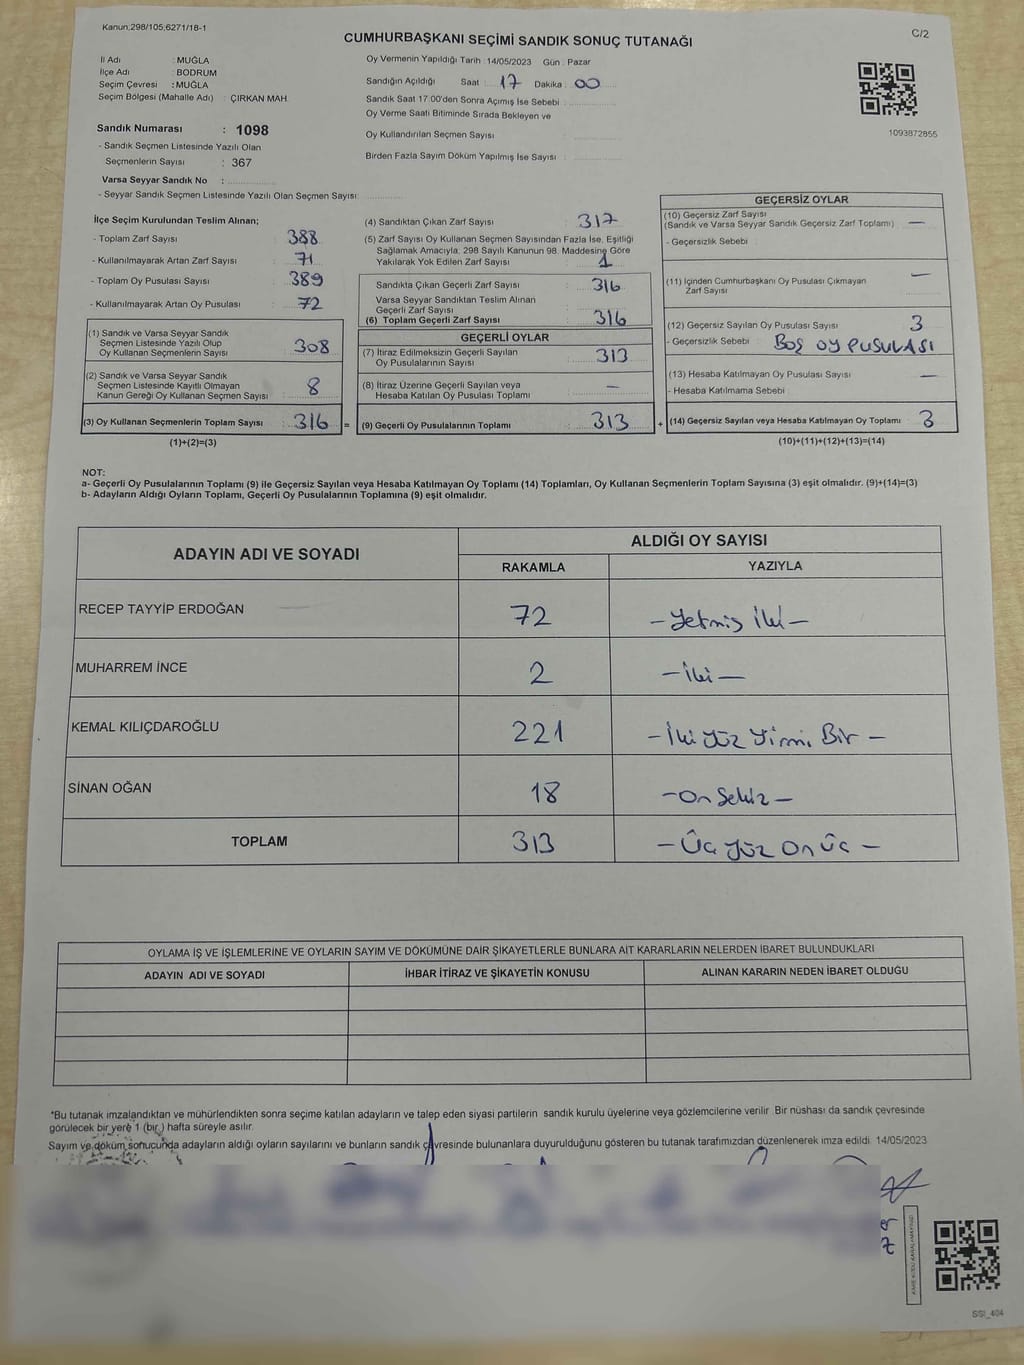 Kanun:298/105;6271/18-1
C/2
CUMHURBAŞKANI SEÇİMİ SANDIK SONUÇ TUTANAĞI
İl Adı : MUĞLA
İlçe Adı : BODRUM
Seçim Çevresi : MUĞLA
Seçim Bölgesi (Mahalle Adı) : ÇIRKAN MAH.
Sandık Numarası : 1098
- Sandık Seçmen Listesinde Yazılı Olan
Seçmenlerin Sayısı : 367
Varsa Seyyar Sandık No :
- Seyyar Sandık Seçmen Listesinde Yazılı Olan Seçmen Sayısı:
Oy Vermenin Yapıldığı Tarih :14/05/2023 Gün : Pazar
Sandığın Açıldığı Saat : 17 Dakika : 00
Sandık Saat 17:00'den Sonra Açımış İse Sebebi :
Oy Verme Saati Bitiminde Sırada Bekleyen ve
Oy Kullandırılan Seçmen Sayısı :
Birden Fazla Sayım Döküm Yapılmış İse Sayısı :
1093872855
İlçe Seçim Kurulundan Teslim Alınan;
- Toplam Zarf Sayısı : 388
- Kullanılmayarak Artan Zarf Sayısı : 71
- Toplam Oy Pusulası Sayısı : 389
- Kullanılmayarak Artan Oy Pusulası : 72
(1) Sandık ve Varsa Seyyar Sandık
Seçmen Listesinde Yazılı Olup
Oy Kullanan Seçmenlerin Sayısı : 308
(2) Sandık ve Varsa Seyyar Sandık
Seçmen Listesinde Kayıtlı Olmayan
Kanun Gereği Oy Kullanan Seçmen Sayısı : 8
(3) Oy Kullanan Seçmenlerin Toplam Sayısı : 316 =
(1)+(2)=(3)
(4) Sandıktan Çıkan Zarf Sayısı : 317
(5) Zarf Sayısı Oy Kullanan Seçmen Sayısından Fazla İse, Eşitliği
Sağlamak Amacıyla; 298 Sayılı Kanunun 98. Maddesine Göre
Yakılarak Yok Edilen Zarf Sayısı : 1
Sandıkta Çıkan Geçerli Zarf Sayısı : 316
Varsa Seyyar Sandıktan Teslim Alınan
Geçerli Zarf Sayısı :
(6) Toplam Geçerli Zarf Sayısı : 316
GEÇERLİ OYLAR
(7) İtiraz Edilmeksizin Geçerli Sayılan
Oy Pusulalarının Sayısı : 313
(8) İtiraz Üzerine Geçerli Sayılan veya
Hesaba Katılan Oy Pusulası Toplamı : —
(9) Geçerli Oy Pusulalarının Toplamı : 313 +
GEÇERSİZ OYLAR
(10) Geçersiz Zarf Sayısı
(Sandık ve Varsa Seyyar Sandık Geçersiz Zarf Toplamı) : —
- Geçersizlik Sebebi :
(11) İçinden Cumhurbaşkanı Oy Pusulası Çıkmayan
Zarf Sayısı : —
(12) Geçersiz Sayılan Oy Pusulası Sayısı : 3
- Geçersizlik Sebebi : BOŞ OY PUSULASI
(13) Hesaba Katılmayan Oy Pusulası Sayısı : —
- Hesaba Katılmama Sebebi :
(14) Geçersiz Sayılan veya Hesaba Katılmayan Oy Toplamı : 3
(10)+(11)+(12)+(13)=(14)
NOT:
a- Geçerli Oy Pusulalarının Toplamı (9) ile Geçersiz Sayılan veya Hesaba Katılmayan Oy Toplamı (14) Toplamları, Oy Kullanan Seçmenlerin Toplam Sayısına (3) eşit olmalıdır. (9)+(14)=(3)
b- Adayların Aldığı Oyların Toplamı, Geçerli Oy Pusulalarının Toplamına (9) eşit olmalıdır.
ADAYIN ADI VE SOYADI
ALDIĞI OY SAYISI
RAKAMLA YAZIYLA
RECEP TAYYİP ERDOĞAN 72 – Yetmiş İki –
MUHARREM İNCE 2 – İki –
KEMAL KILIÇDAROĞLU 221 – İki Yüz Yirmi Bir –
SİNAN OĞAN 18 – On Sekiz –
TOPLAM 313 – Üç Yüz On Üç –
OYLAMA İŞ VE İŞLEMLERİNE VE OYLARIN SAYIM VE DÖKÜMÜNE DAİR ŞİKAYETLERLE BUNLARA AİT KARARLARIN NELERDEN İBARET BULUNDUKLARI
ADAYIN ADI VE SOYADI İHBAR İTİRAZ VE ŞİKAYETİN KONUSU ALINAN KARARIN NEDEN İBARET OLDUĞU
*Bu tutanak imzalandıktan ve mühürlendikten sonra seçime katılan adayların ve talep eden siyasi partilerin sandık kurulu üyelerine veya gözlemcilerine verilir. Bir nüshası da sandık çevresinde
görülecek bir yere 1 (bir) hafta süreyle asılır.
Sayım ve döküm sonucunda adayların aldığı oyların sayılarını ve bunların sandık çevresinde bulunanlara duyurulduğunu gösteren bu tutanak tarafımızdan düzenlenerek imza edildi. 14/05/2023
KARE KODU KARALAMAYINIZ!
SSI_404